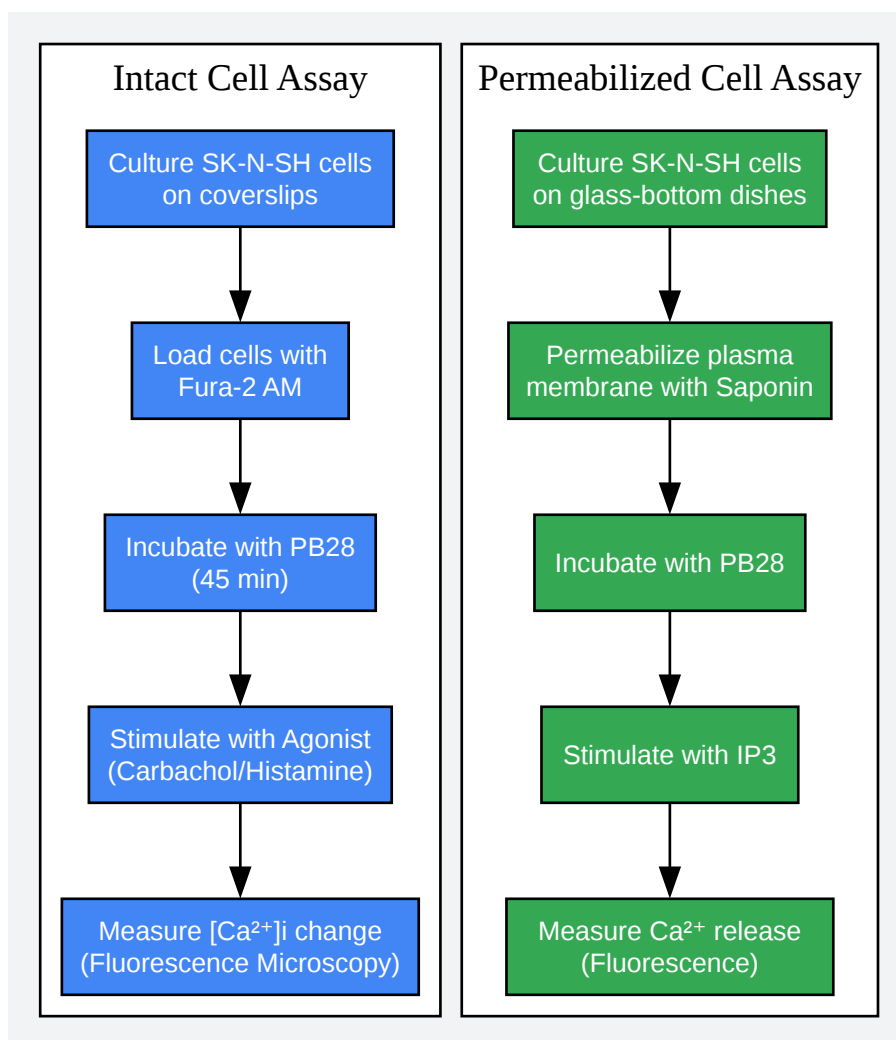 Intact Cell Assay
Culture SK-N-SH cells
on coverslips
Load cells with
Fura-2 AM
Incubate with PB28
(45 min)
Stimulate with Agonist
(Carbachol/Histamine)
Measure [Ca²⁺]i change
(Fluorescence Microscopy)
Permeabilized Cell Assay
Culture SK-N-SH cells
on glass-bottom dishes
Permeabilize plasma
membrane with Saponin
Incubate with PB28
Stimulate with IP3
Measure Ca²⁺ release
(Fluorescence)